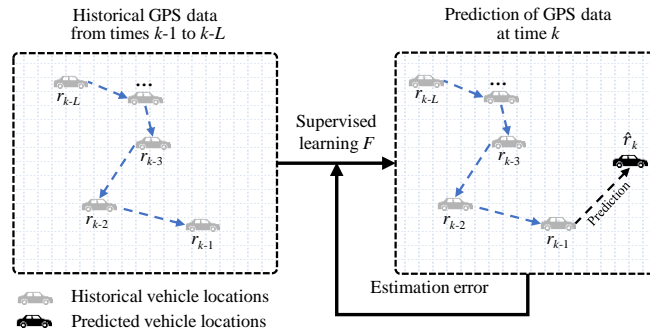 Historical GPS data
from times k-1 to k-L
r_{k-L}
...
r_{k-3}
r_{k-2}
r_{k-1}
Supervised
learning F
Prediction of GPS data
at time k
r_{k-L}
...
r_{k-3}
r_{k-2}
r_{k-1}
r̂_k
Prediction
Estimation error
Historical vehicle locations
Predicted vehicle locations